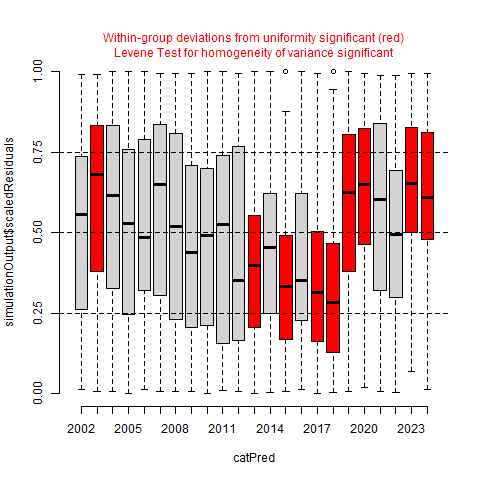 Within-group deviations from uniformity significant (red)
Levene Test for homogeneity of variance significant
simulationOutput$scaledResiduals
1.00
0.75
0.50
0.25
0.00
2002 2005 2008 2011 2014 2017 2020 2023
catPred